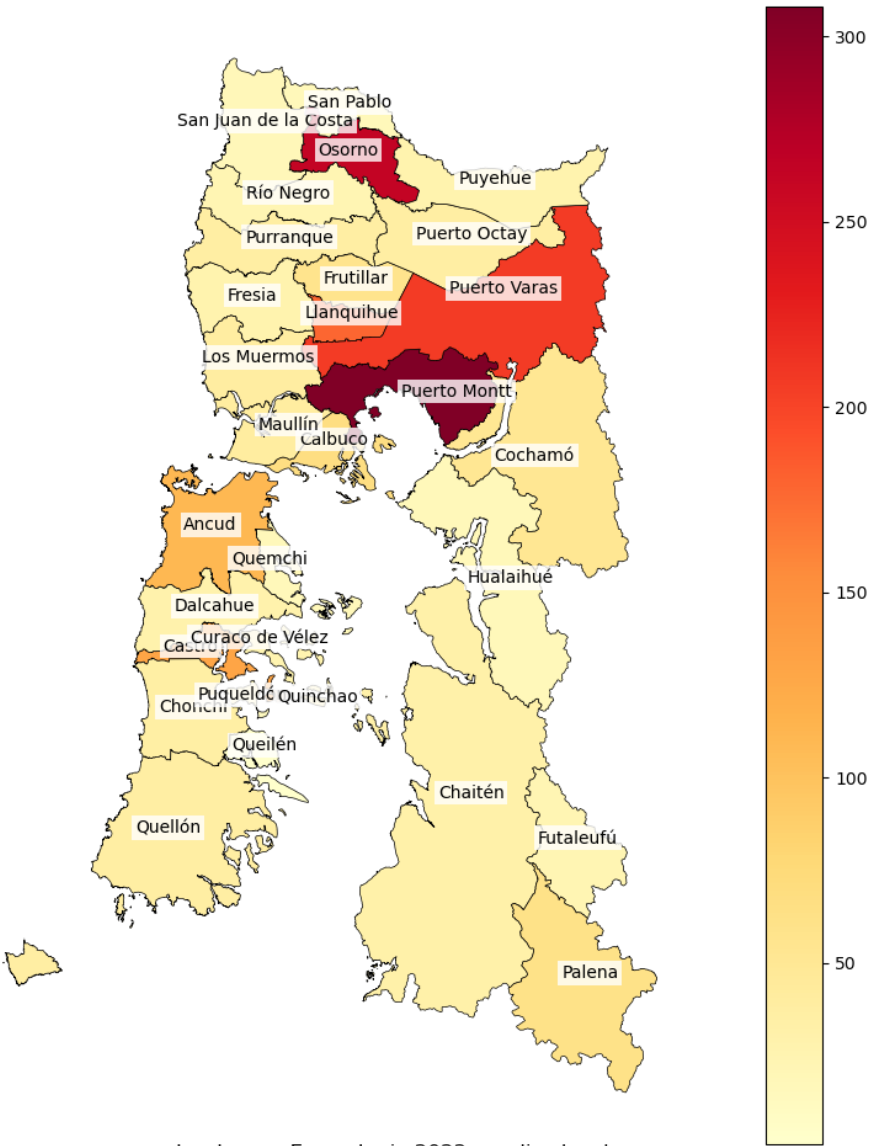 300
San Pablo
San Juan de la Costa
Osorno
Puyehue
Río Negro
250
Puerto Octay
Purranque
Frutillar
Puerto Varas
Fresia
Llanquihue
Los Muermos
Puerto Montt
200
Maullín
Calbuco
Cochamó
Ancud
Quemchi
Hualaihué
150
Dalcahue
Curaco de Vélez
Castro
Puqueldó
Quinchao
Chonchi
Queilén
100
Chaitén
Quellón
Futaleufú
50
Palena